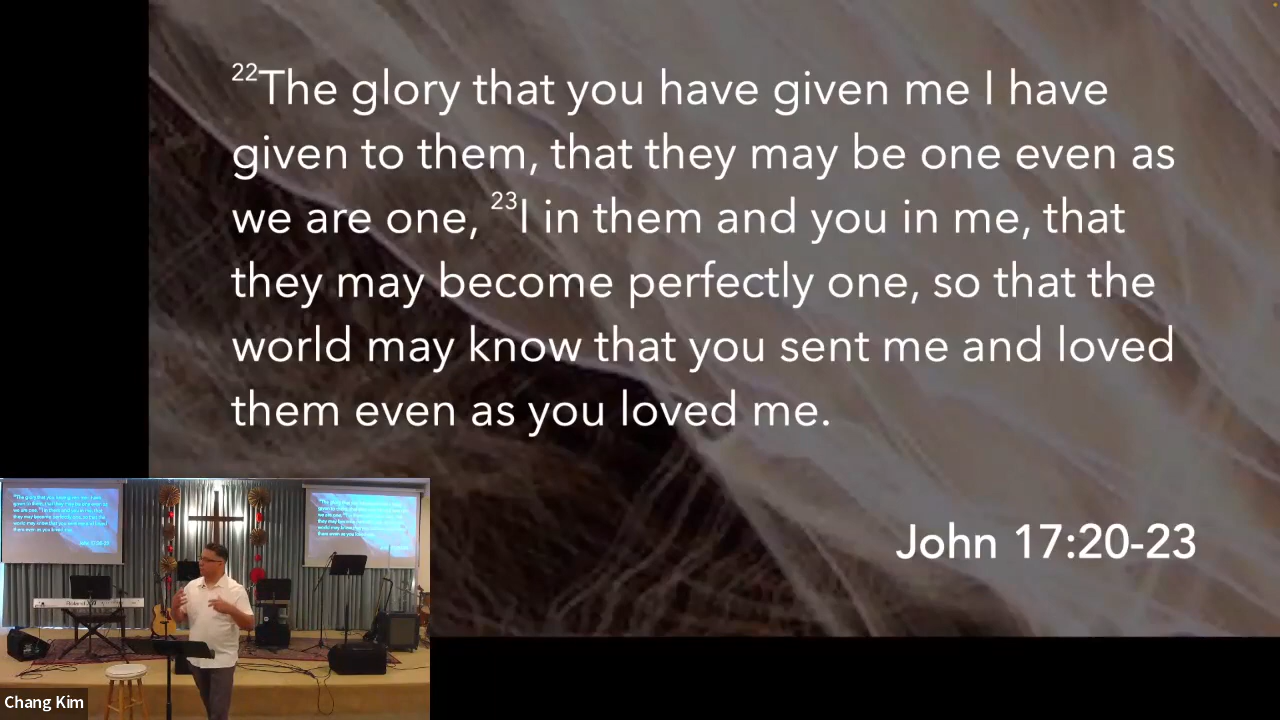 22The glory that you have given me I have
given to them, that they may be one even as
we are one, 23I in them and you in me, that
they may become perfectly one, so that the
world may know that you sent me and loved
them even as you loved me.
John 17:20-23
Roland
Chang Kim